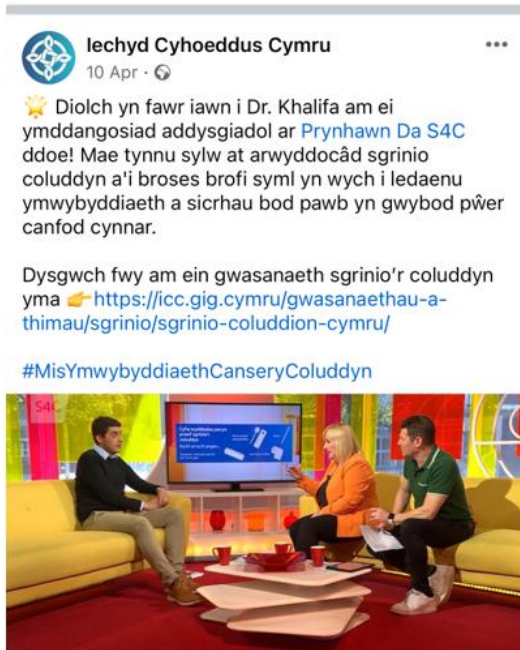 Iechyd Cyhoeddus Cymru
10 Apr ·
Diolch yn fawr iawn i Dr. Khalifa am ei
ymddangosiad addysgiadol ar Prynhawn Da S4C
ddoe! Mae tynnu sylw at arwyddocâd sgrinio
coluddyn a'i broses brofi syml yn wych i ledaenu
ymwybyddiaeth a sicrhau bod pawb yn gwybod pŵer
canfod cynnar.
Dysgwch fwy am ein gwasanaeth sgrinio'r coluddyn
yma 👉https://icc.gig.cymru/gwasanaethau-a-
thimau/sgrinio/sgrinio-coluddion-cymru/
#MisYmwybyddiaethCanseryColuddyn
S4C